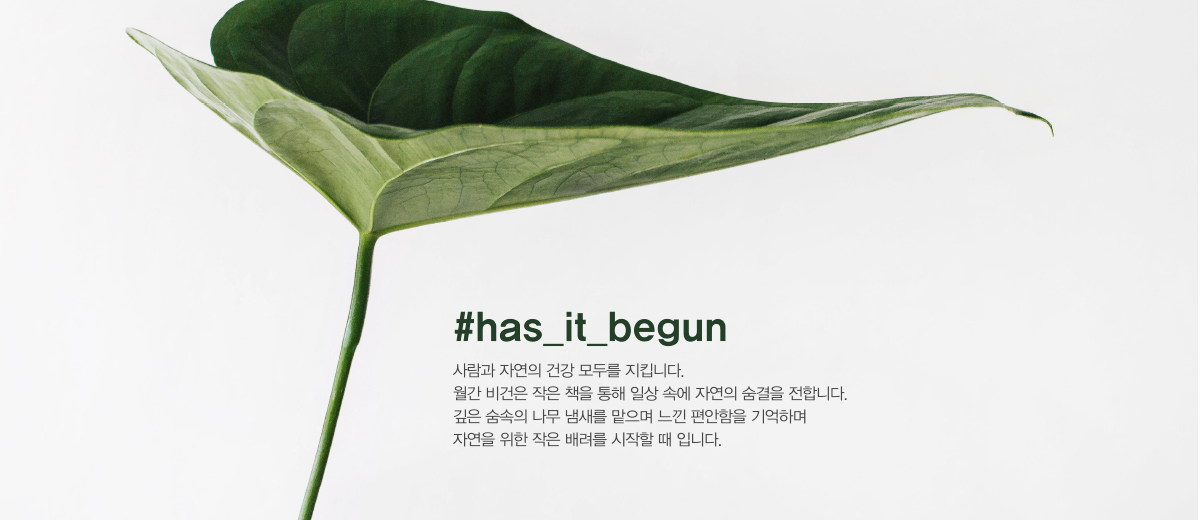 #has_it_begun
사람과 자연의 건강 모두를 지킵니다.
월간 비건은 작은 책을 통해 일상 속에 자연의 숨결을 전합니다.
깊은 숨속의 나무 냄새를 맡으며 느낀 편안함을 기억하며
자연을 위한 작은 배려를 시작할 때 입니다.